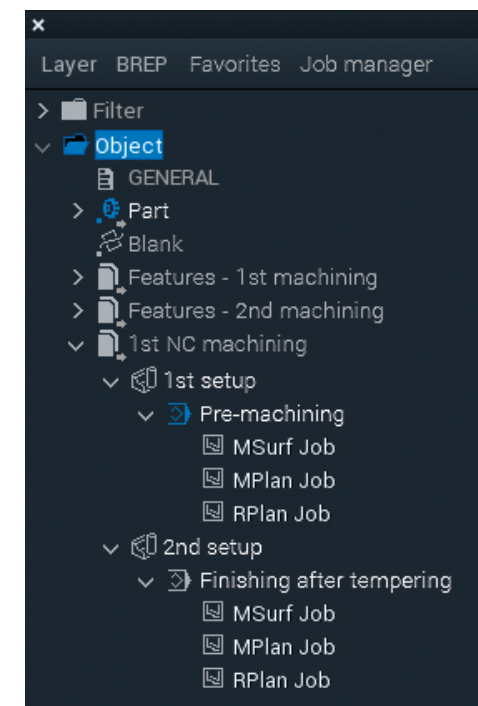 Layer BREP Favorites Job manager
Filter
Object
GENERAL
Part
Blank
Features - 1st machining
Features - 2nd machining
1st NC machining
1st setup
Pre-machining
MSurf Job
MPlan Job
RPlan Job
2nd setup
Finishing after tempering
MSurf Job
MPlan Job
RPlan Job